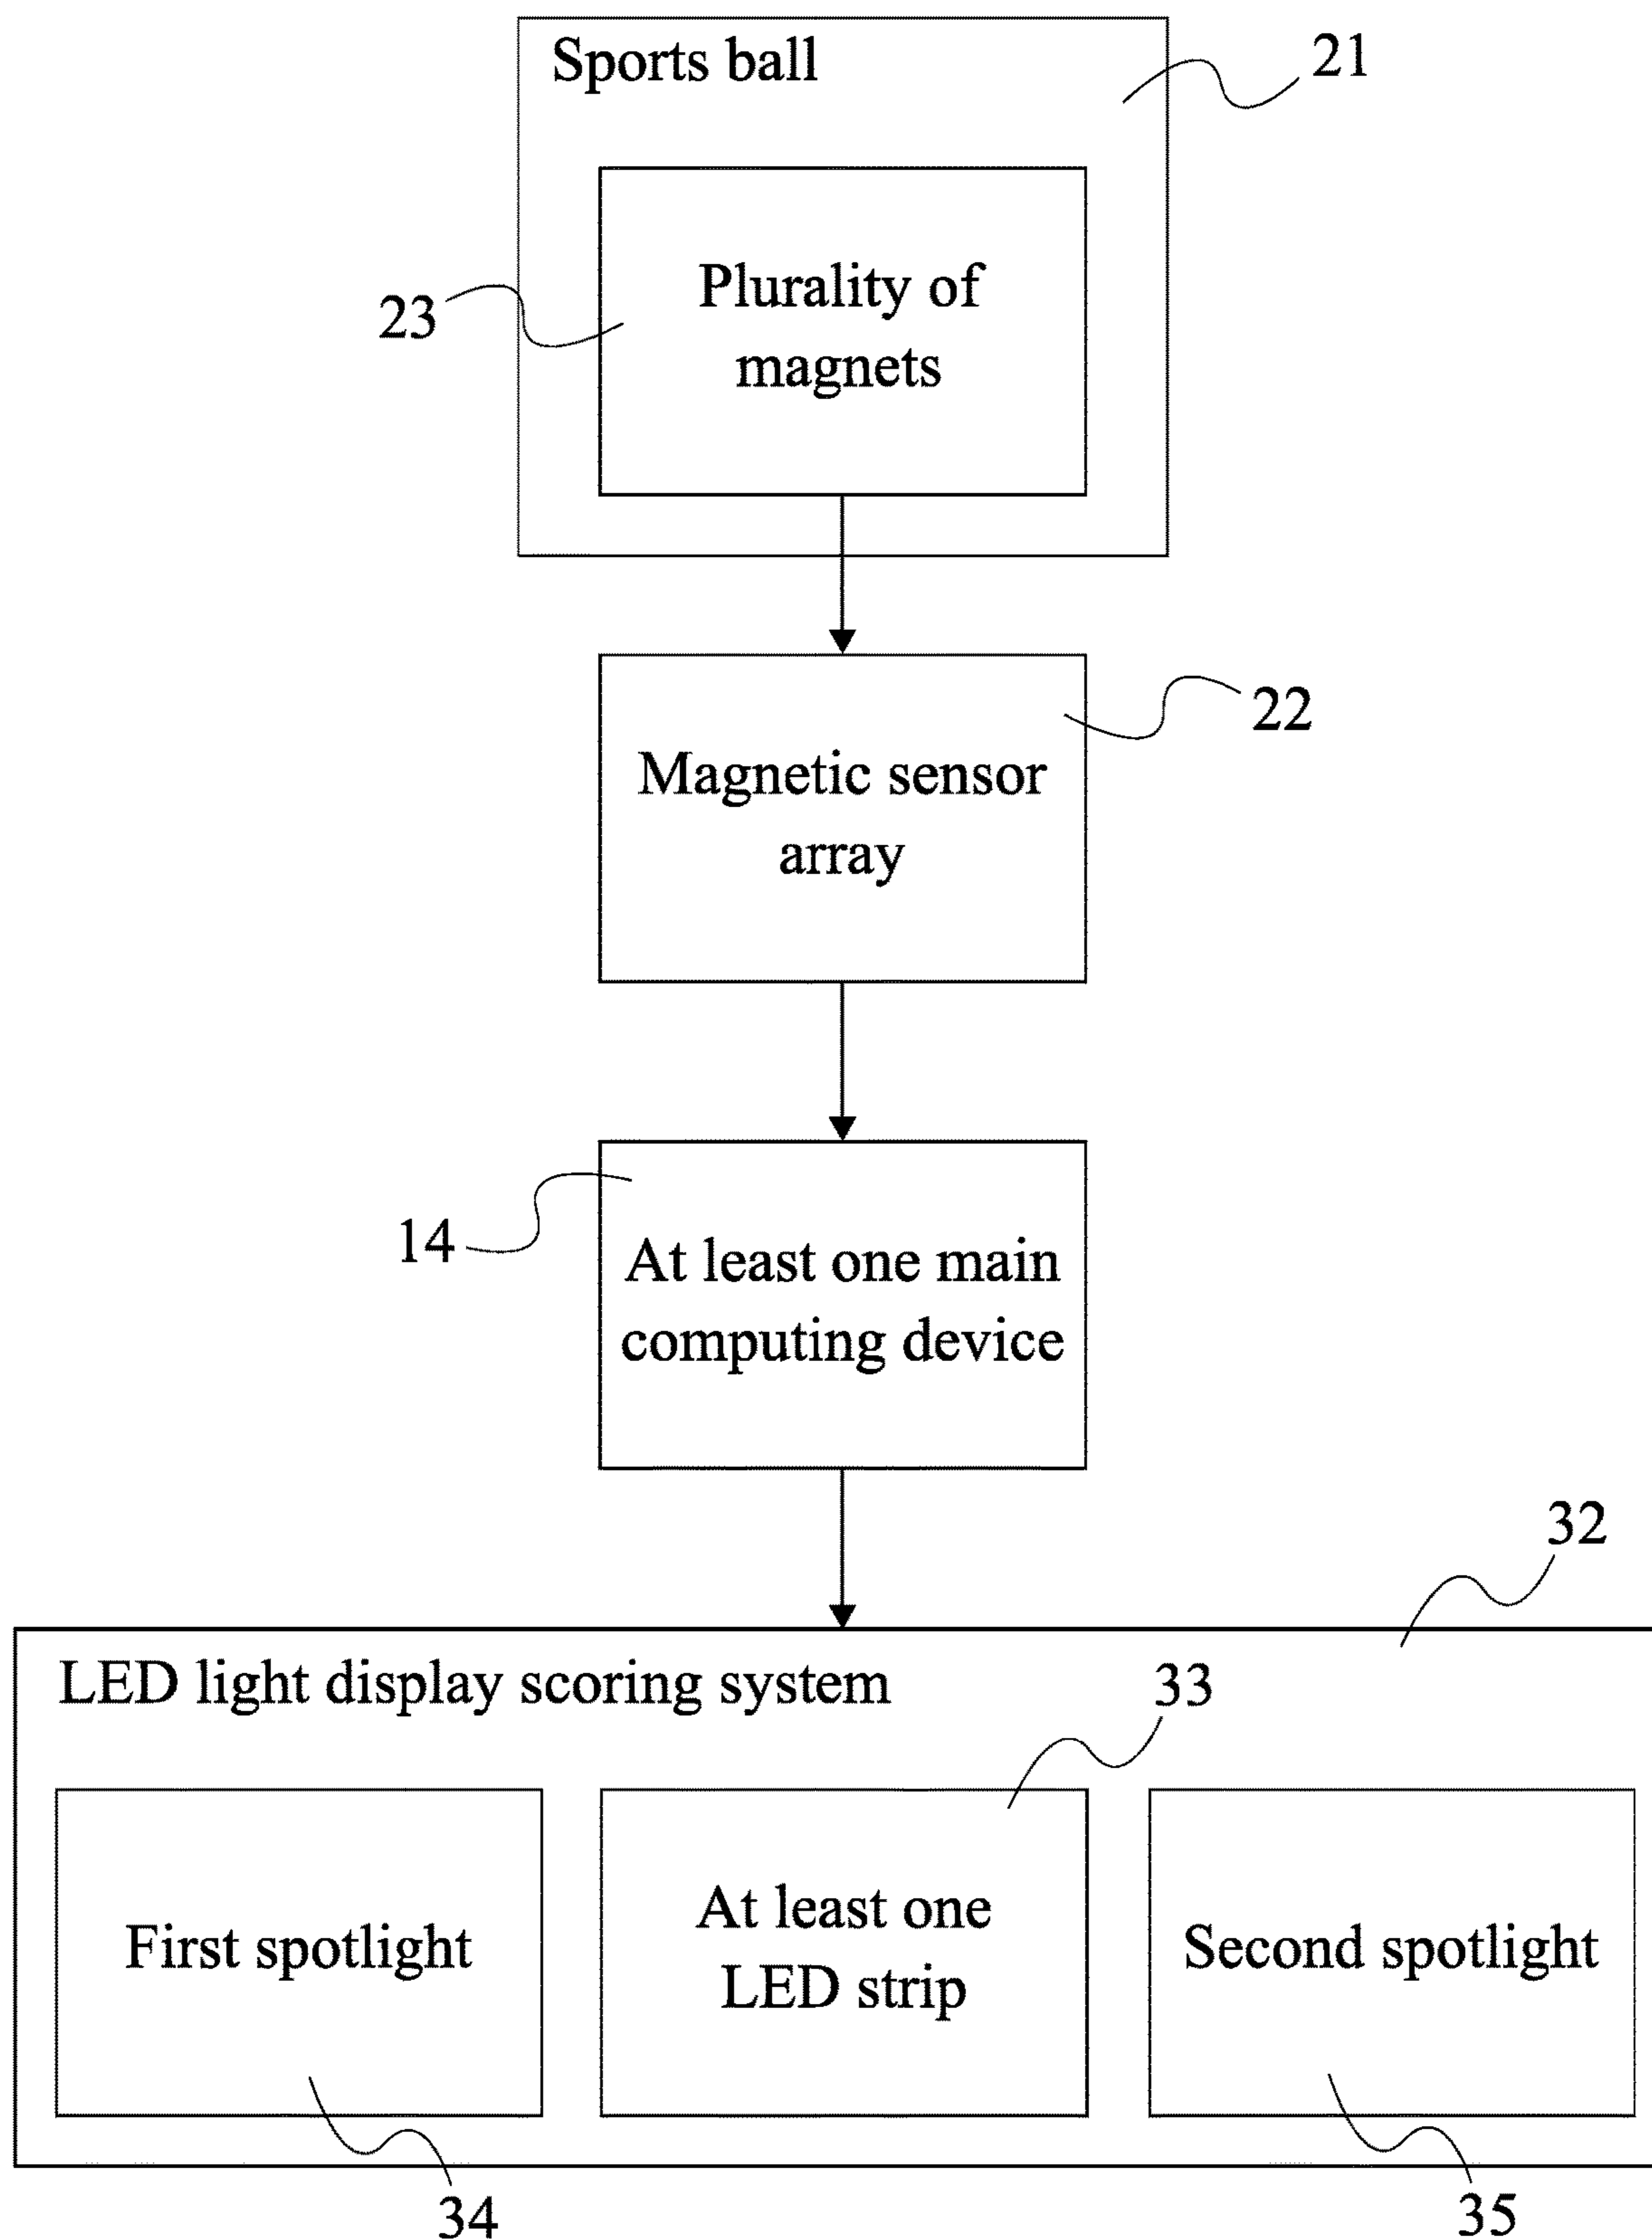 Sports ball
21
Plurality of
magnets
23
Magnetic sensor
array
22
14
At least one main
computing device
32
LED light display scoring system
33
First spotlight
At least one
LED strip
Second spotlight
34
35